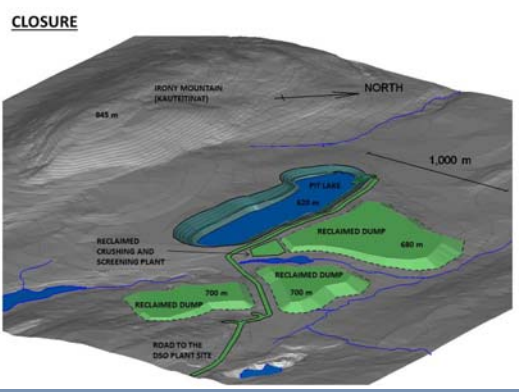 CLOSURE
IRONY MOUNTAIN
(KAUTEITNAT)
NORTH
845 m
1,000 m
PIT LAKE
620 m
RECLAIMED DUMP
680 m
RECLAIMED
CRUSHING AND
SCREENING PLANT
RECLAIMED DUMP
700 m
700 m
RECLAIMED DUMP
ROAD TO THE
DSO PLANT SITE